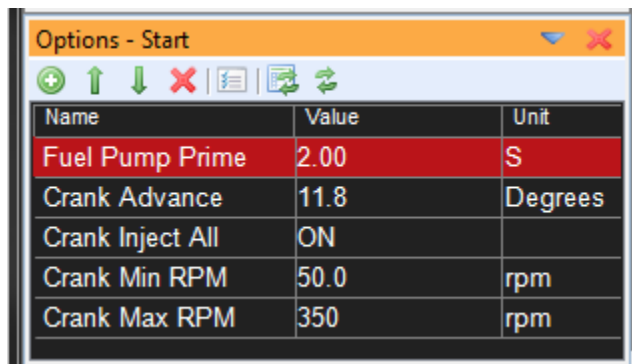 Options - Start
Name Value Unit
Fuel Pump Prime 2.00 S
Crank Advance 11.8 Degrees
Crank Inject All ON
Crank Min RPM 50.0 rpm
Crank Max RPM 350 rpm